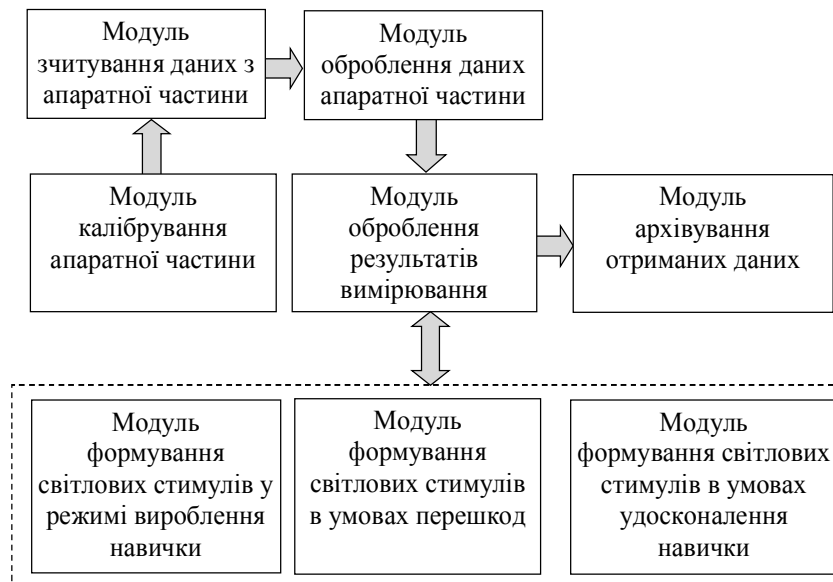 Модуль
зчитування даних з
апаратної частини
Модуль
оброблення даних
апаратної частини
Модуль
калібрування
апаратної частини
Модуль
оброблення
результатів
вимірювання
Модуль
архівування
отриманих даних
Модуль
формування
світлових стимулів у
режимі вироблення
навички
Модуль
формування
світлових стимулів
в умовах перешкод
Модуль
формування світлових
стимулів в умовах
удосконалення
навички